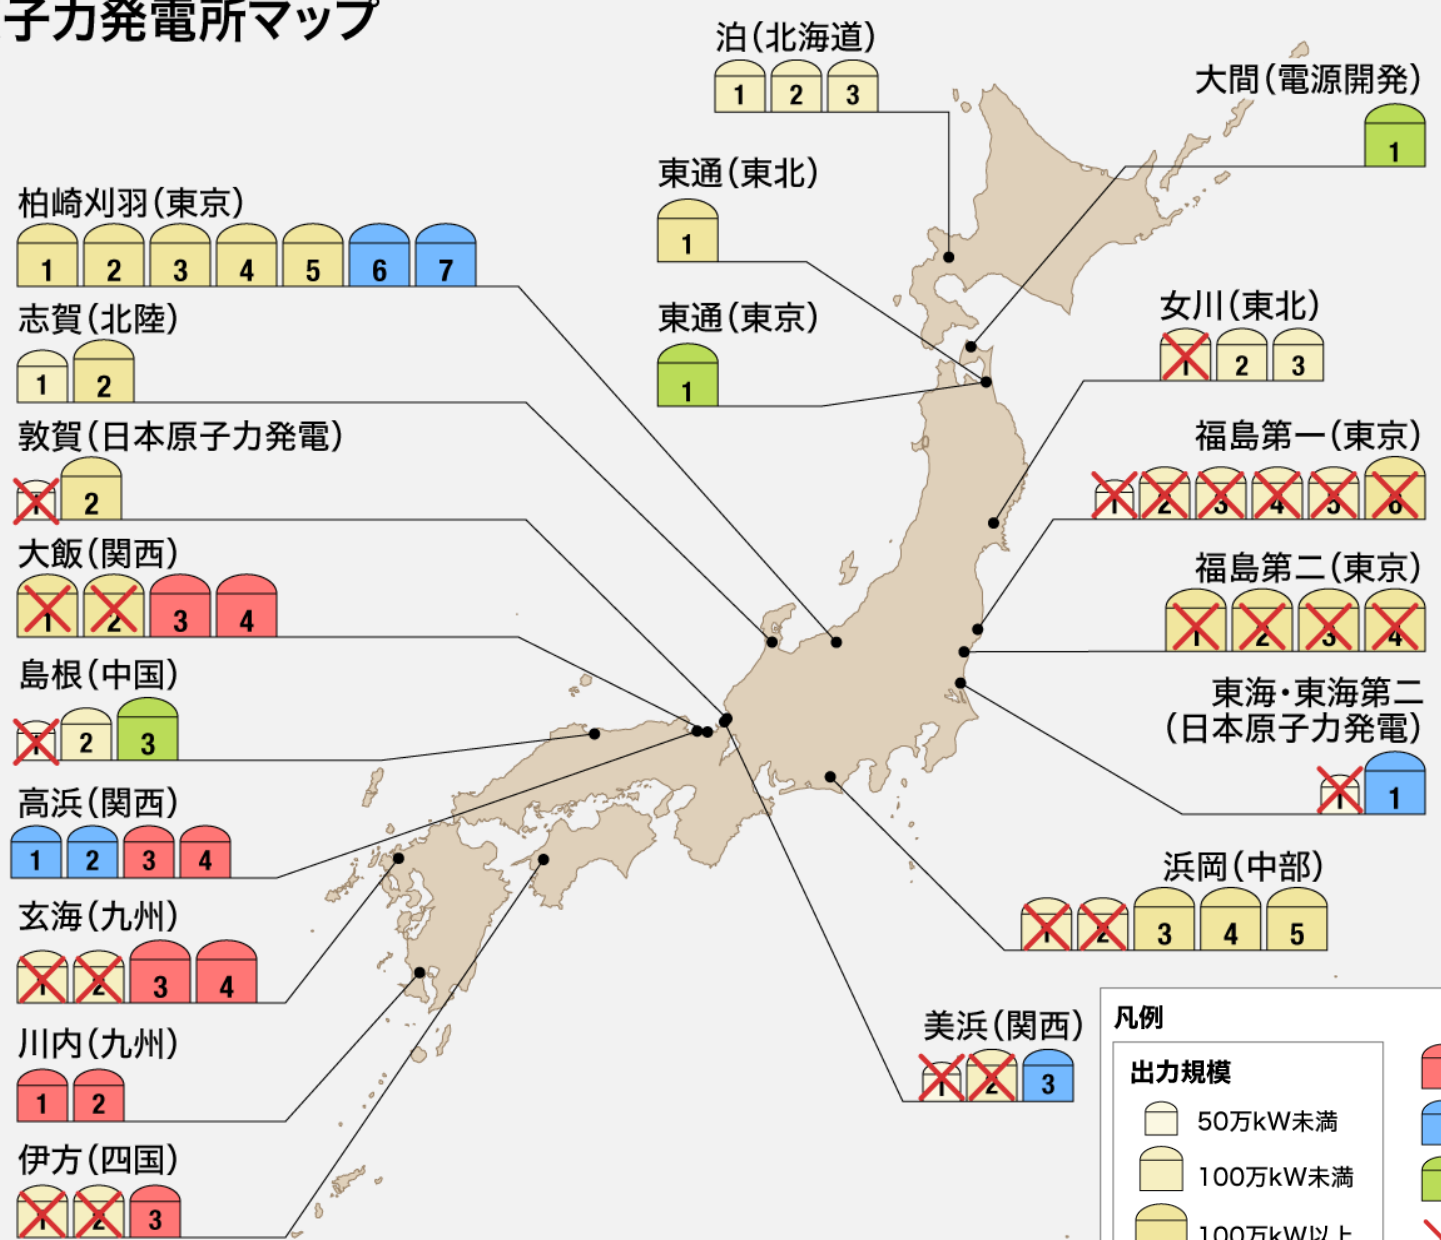 子力発電所マップ
泊(北海道)
1 2 3
大間(電源開発)
1
東通(東北)
1
柏崎刈羽(東京)
1 2 3 4 5 6 7
東通(東京)
1
女川(東北)
1 2 3
志賀(北陸)
1 2
敦賀(日本原子力発電)
1 2
福島第一(東京)
1 2 3 4 5 6
大飯(関西)
1 2 3 4
福島第二(東京)
1 2 3 4
島根(中国)
1 2 3
東海・東海第二
(日本原子力発電)
1 1
高浜(関西)
1 2 3 4
浜岡(中部)
1 2 3 4 5
玄海(九州)
1 2 3 4
川内(九州)
1 2
美浜(関西)
1 2 3
伊方(四国)
1 2 3
凡例
出力規模
50万kW未満
100万kW未満
100万kW以上